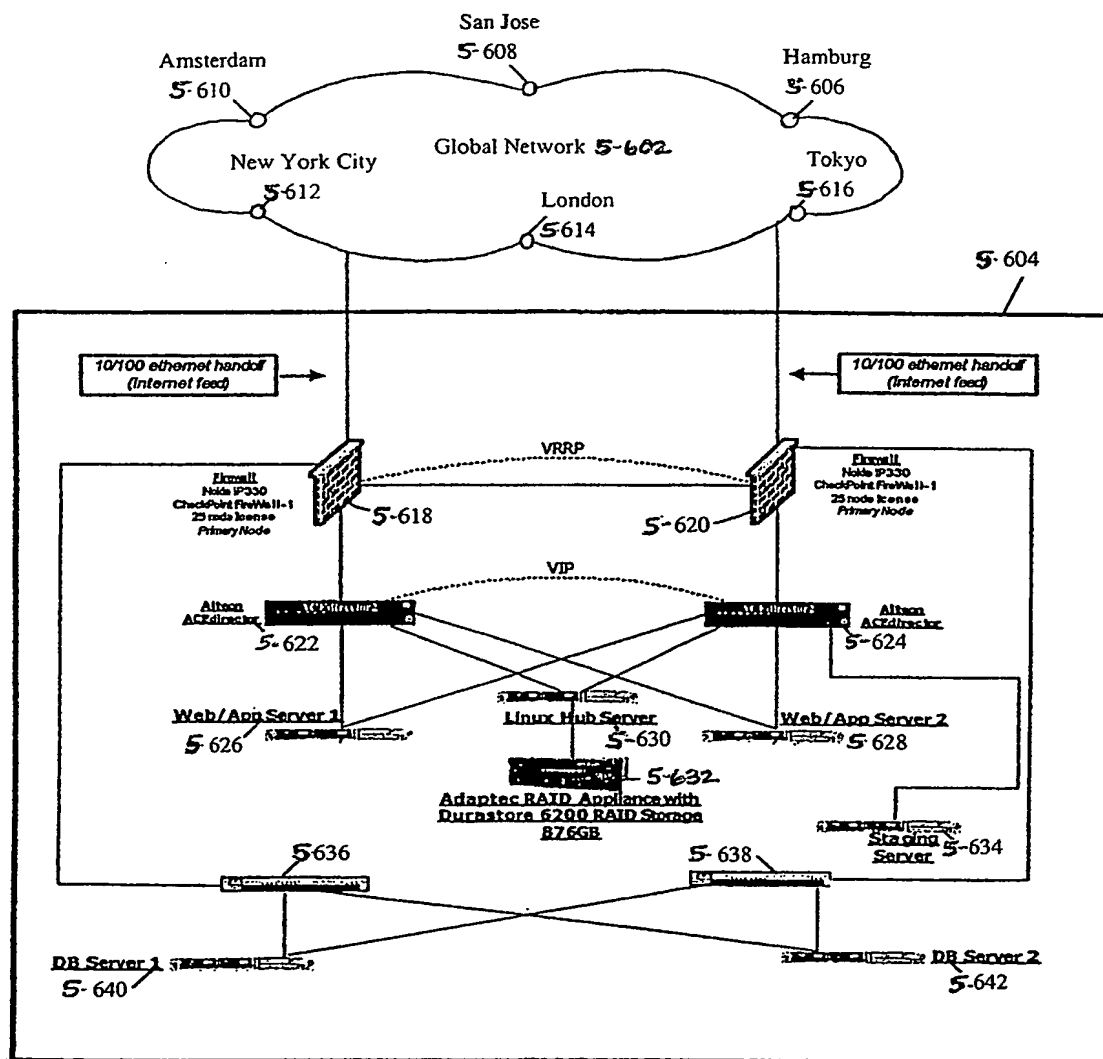 San Jose
5-608
Amsterdam
5-610
Hamburg
5-606
Global Network 5-602
New York City
5-612
Tokyo
5-616
London
5-614
5-604
10/100 ethernet handoff
(Internet feed)
10/100 ethernet handoff
(Internet feed)
VRRP
Firewall
Nokia IP330
CheckPoint FireWall-1
25 node license
Primary Node
5-618
5-620
Firewall
Nokia IP330
CheckPoint FireWall-1
25 node license
Primary Node
VIP
Alteon
ACEdirector
5-622
ACEdirector2
ACEdirector2
Alteon
ACEdirector
5-624
Web/App Server 1
5-626
Linux Hub Server
5-630
Web/App Server 2
5-628
5-632
Adaptec RAID Appliance with
Durastore 6200 RAID Storage
876GB
Staging
Server
5-634
5-636
5-638
DB Server 1
5-640
DB Server 2
5-642